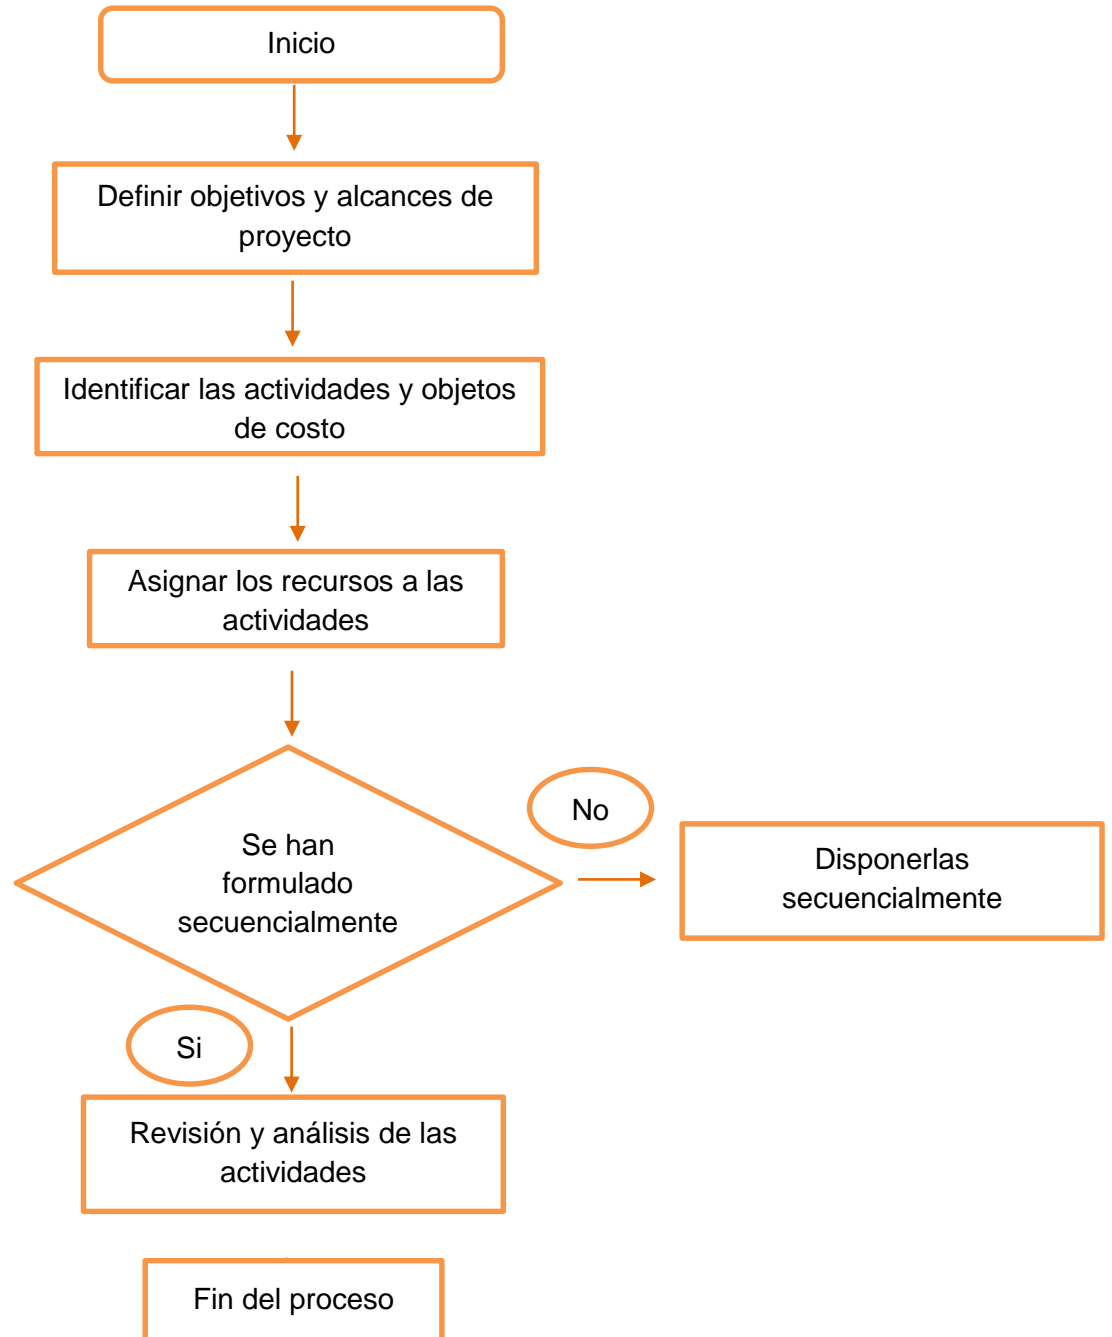 Inicio
Definir objetivos y alcances de
proyecto
Identificar las actividades y objetos
de costo
Asignar los recursos a las
actividades
Se han
formulado
secuencialmente
No
Disponerlas
secuencialmente
Si
Revisión y análisis de las
actividades
Fin del proceso